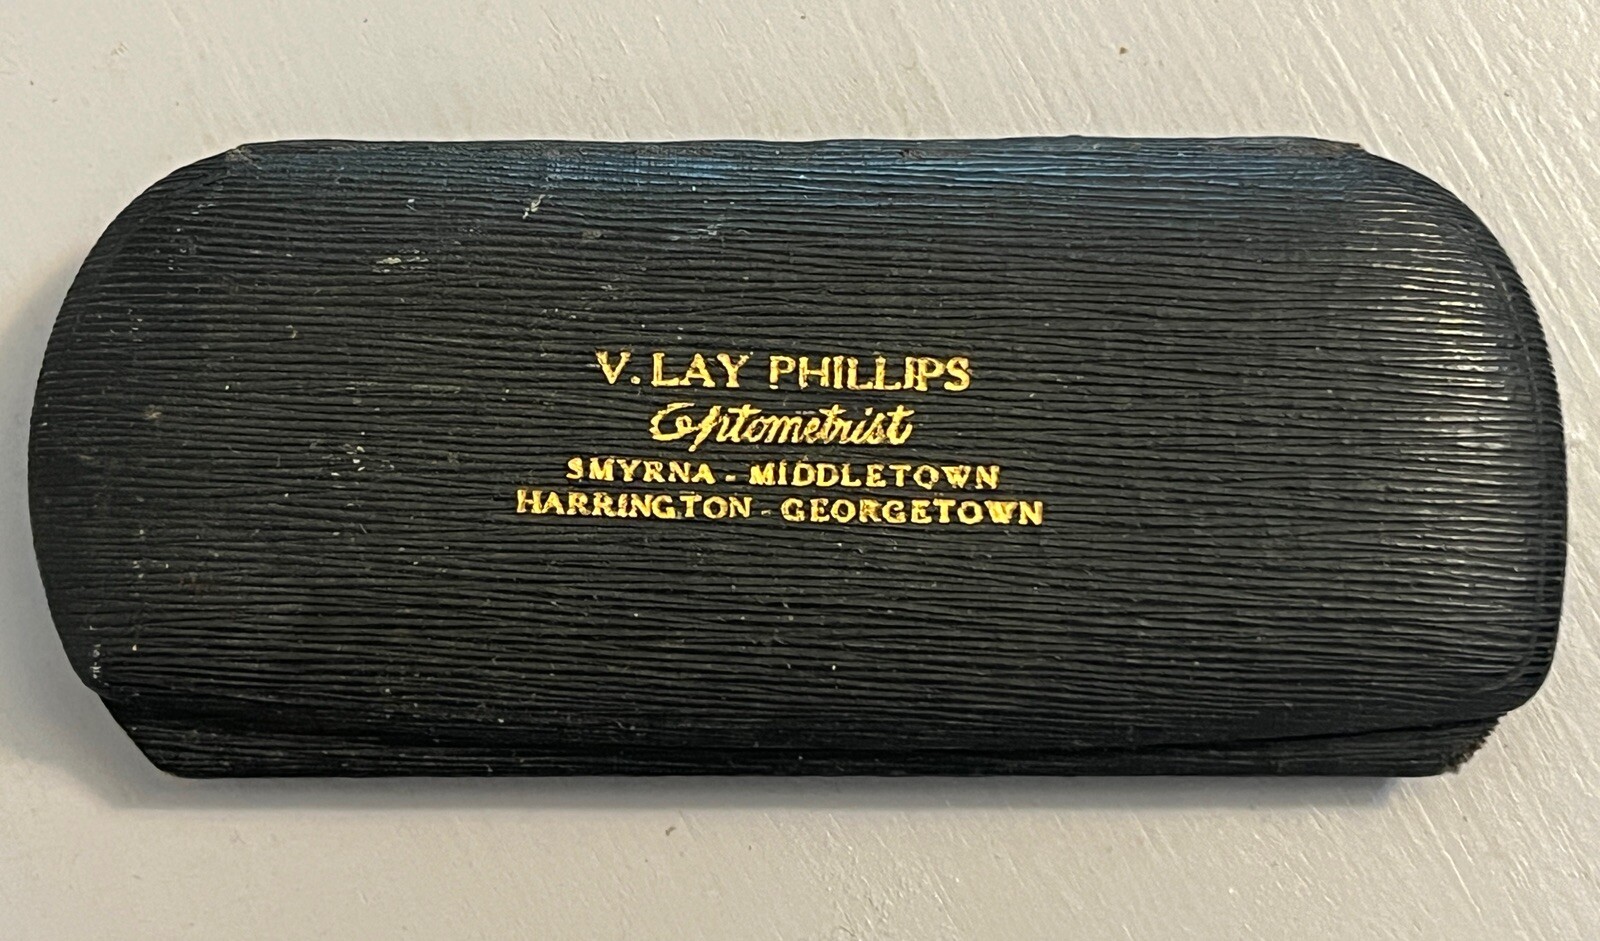 V. LAY PHILLIPS
Optometrist
SMYRNA - MIDDLETOWN
HARRINGTON - GEORGETOWN